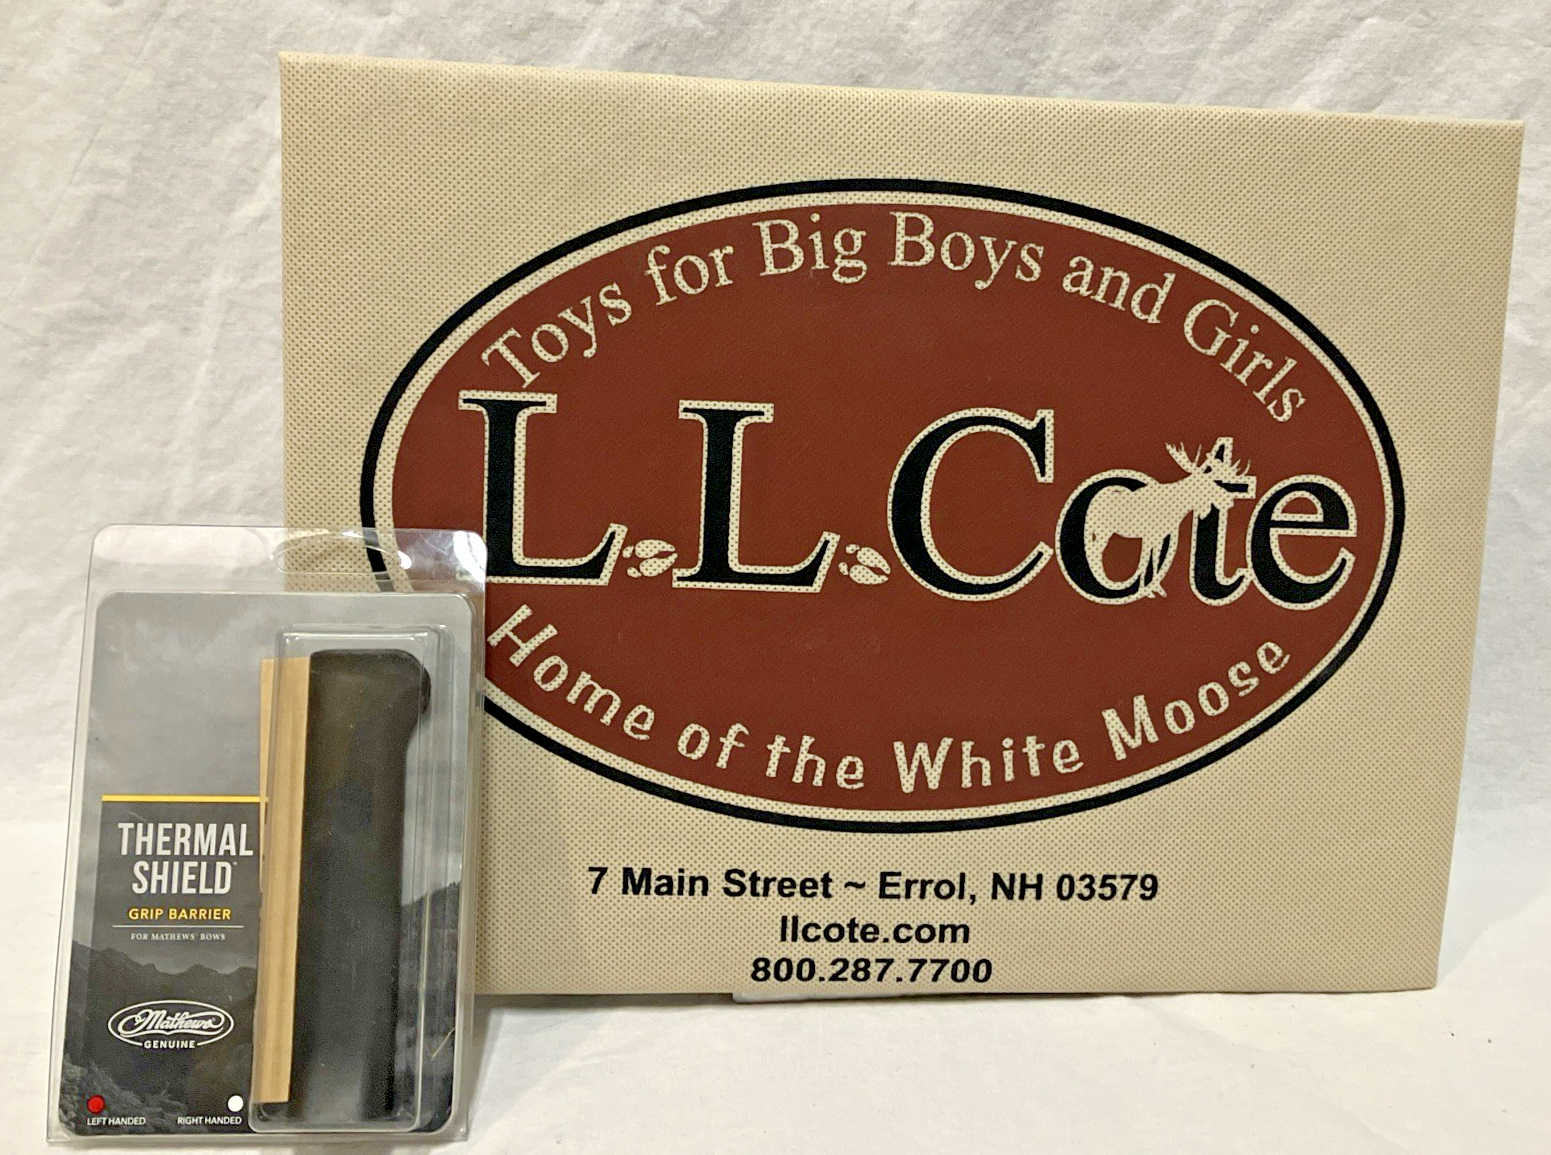 Toys for Big Boys and Girls
L.L.Cote
Home of the White Moose
7 Main Street ~ Errol, NH 03579
llcote.com
800.287.7700
THERMAL
SHIELD™
GRIP BARRIER
FOR MATHEWS® BOWS
Mathews
GENUINE
LEFT HANDED
RIGHT HANDED